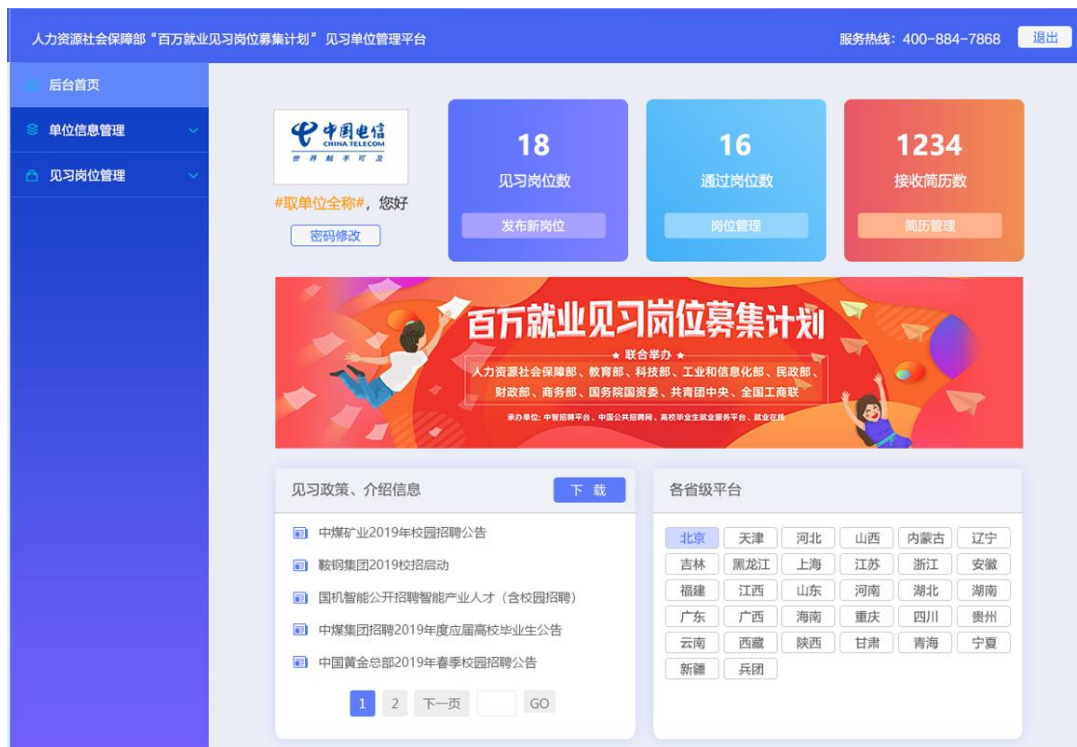 人力资源社会保障部“百万就业见习岗位募集计划” 见习单位管理平台
服务热线：400-884-7868
退出
后台首页
单位信息管理
见习岗位管理
中国电信
CHINA TELECOM
世界触手可及
#取单位全称#，您好
密码修改
18
见习岗位数
发布新岗位
16
通过岗位数
岗位管理
1234
接收简历数
简历管理
百万就业见习岗位募集计划
★ 联合举办 ★
人力资源社会保障部、教育部、科技部、工业和信息化部、民政部、
财政部、商务部、国务院国资委、共青团中央、全国工商联
承办单位：中智招聘平台、中国公共招聘网、高校毕业生就业服务平台、就业在线
见习政策、介绍信息
下 载
中煤矿业2019年校园招聘公告
鞍钢集团2019校招启动
国机智能公开招聘智能产业人才（含校园招聘）
中煤集团招聘2019年度应届高校毕业生公告
中国黄金总部2019年春季校园招聘公告
1 2 下一页 GO
各省级平台
北京 天津 河北 山西 内蒙古 辽宁
吉林 黑龙江 上海 江苏 浙江 安徽
福建 江西 山东 河南 湖北 湖南
广东 广西 海南 重庆 四川 贵州
云南 西藏 陕西 甘肃 青海 宁夏
新疆 兵团